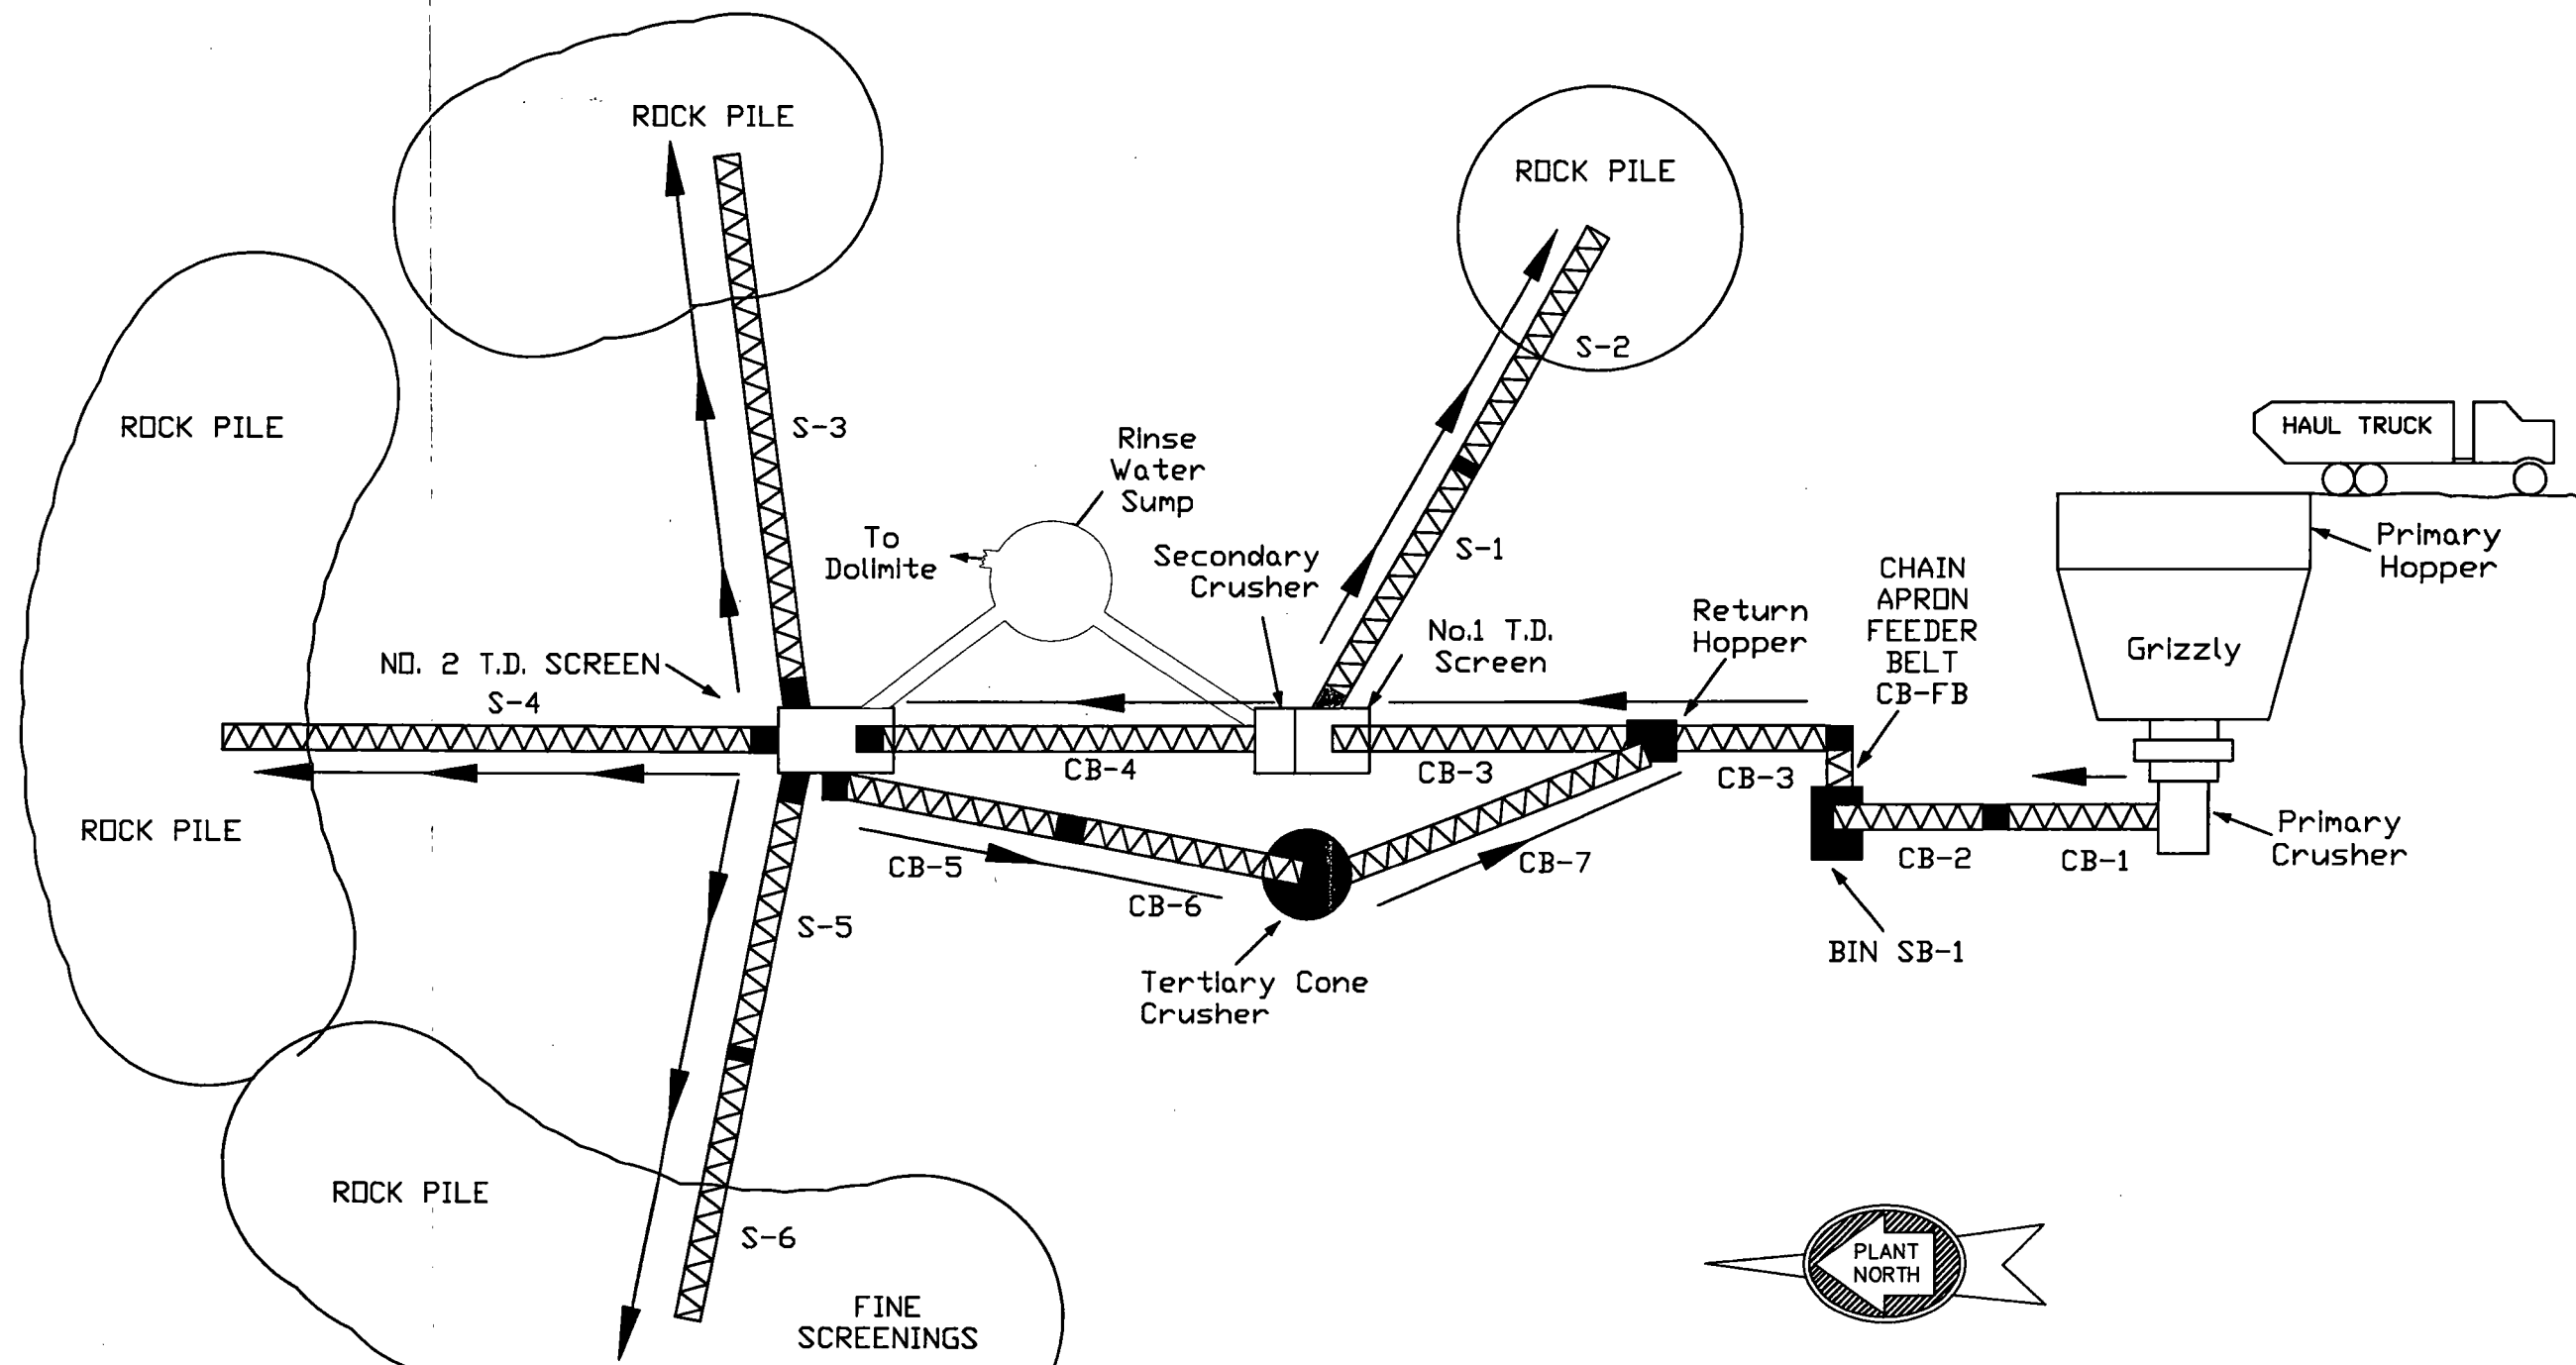 ROCK PILE
ROCK PILE
S-2
HAUL TRUCK
ROCK PILE
S-3
Rinse
Water
Sump
To
Dolimite
Secondary
Crusher
S-1
Primary
Hopper
CHAIN
APRON
FEEDER
BELT
CB-FB
Return
Hopper
No.1 T.D.
Screen
Grizzly
NO. 2 T.D. SCREEN
S-4
CB-4
CB-3
CB-3
ROCK PILE
CB-5
CB-6
CB-7
CB-2
CB-1
Primary
Crusher
S-5
BIN SB-1
Tertiary Cone
Crusher
ROCK PILE
S-6
FINE
SCREENINGS
PLANT
NORTH